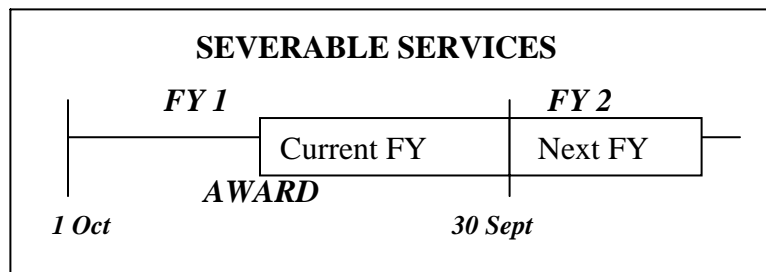 SEVERABLE SERVICES
FY 1 FY 2
Current FY Next FY
AWARD
1 Oct 30 Sept